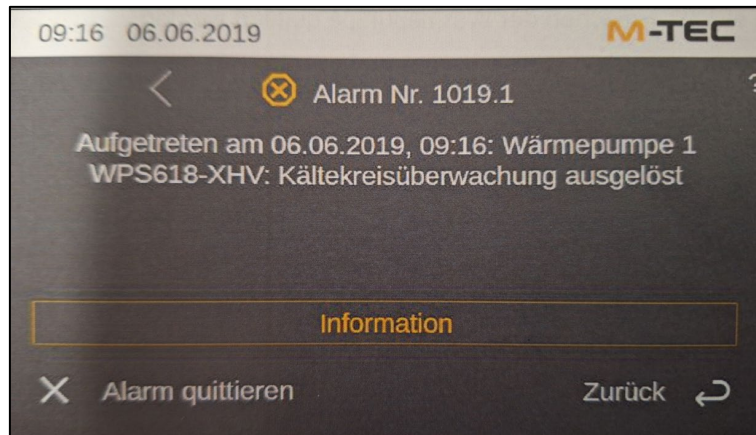 09:16 06.06.2019 M-TEC
Alarm Nr. 1019.1 ?
Aufgetreten am 06.06.2019, 09:16: Wärmepumpe 1
WPS618-XHV: Kältekreisüberwachung ausgelöst
Information
Alarm quittieren Zurück